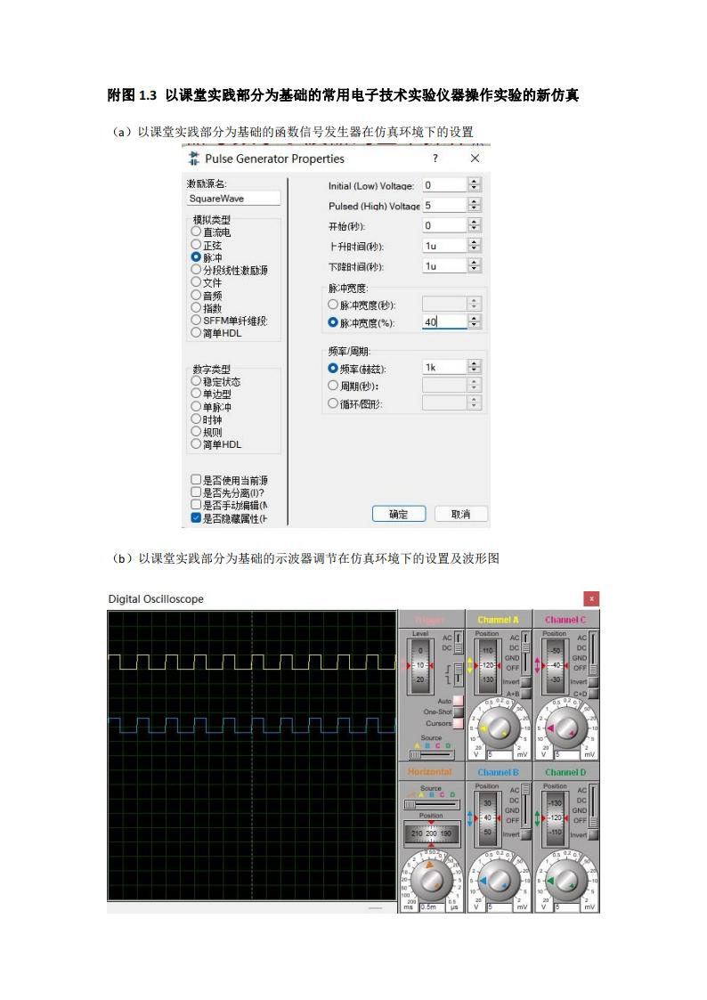 附图 1.3 以课堂实践部分为基础的常用电子技术实验仪器操作实验的新仿真
（a）以课堂实践部分为基础的函数信号发生器在仿真环境下的设置
Pulse Generator Properties
? ×
激励源名:
SquareWave
模拟类型
直流电
正弦
脉冲
分段线性激励源
文件
音频
指数
SFFM单纤维段
简单HDL
数字类型
稳定状态
单边型
单脉冲
时钟
规则
简单HDL
是否使用当前源
是否先分离(I)?
是否手动编辑(M
是否隐藏属性(H
Initial (Low) Voltage: 0
Pulsed (High) Voltage 5
开始(秒): 0
上升时间(秒): 1u
下降时间(秒): 1u
脉冲宽度:
脉冲宽度(秒):
脉冲宽度(%): 40
频率/周期:
频率(赫兹): 1k
周期(秒):
循环/图形:
确定 取消
（b）以课堂实践部分为基础的示波器调节在仿真环境下的设置及波形图
Digital Oscilloscope
x
Trigger
Level
AC
DC
0
10
20
Auto
One-Shot
Cursors
Source
A B C D
Channel A
Position
AC
DC
GND
OFF
110
120
130
Invert
A+B
V 5 mV
Channel C
Position
AC
DC
GND
OFF
-50
-40
-30
Invert
C+D
V 5 mV
Horizontal
Source
A B C D
Position
210 200 190
ms 0.5m µs
Channel B
Position
AC
DC
GND
OFF
30
40
50
Invert
V 5 mV
Channel D
Position
AC
DC
GND
OFF
-130
-120
-110
Invert
V 5 mV